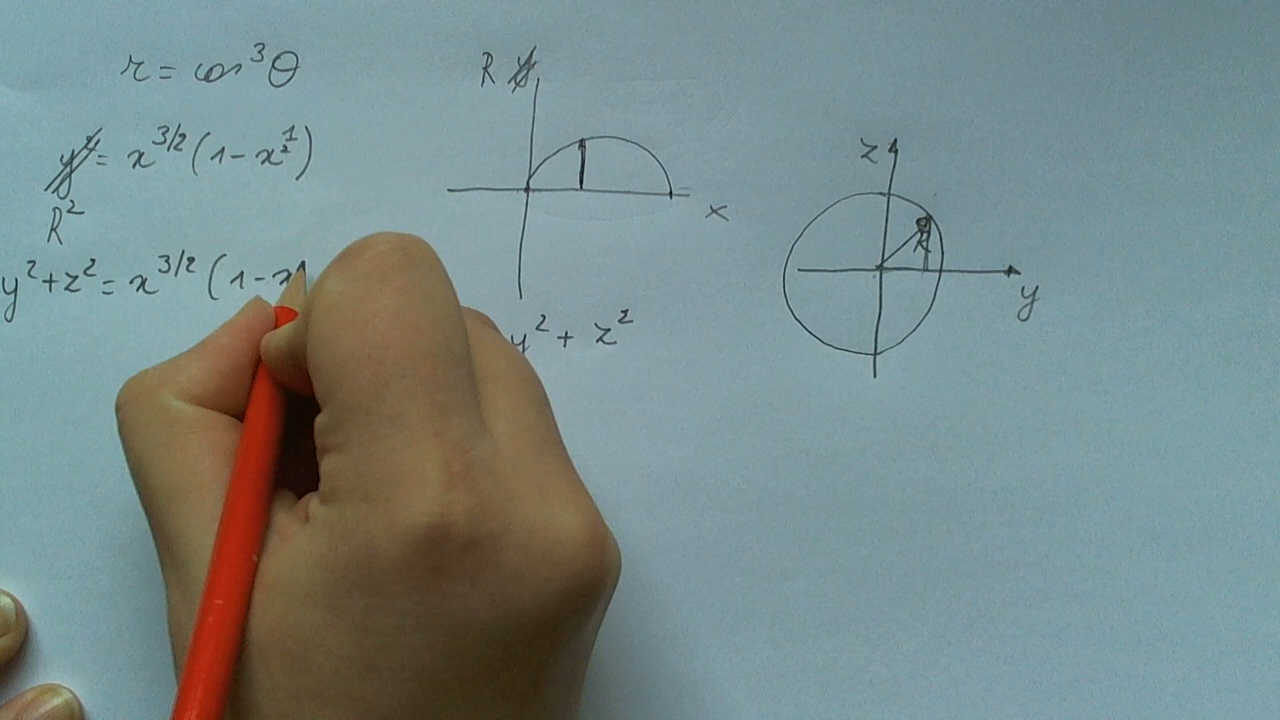 r = cos³θ
y² = x^{3/2}(1-x^{1/2})
R²
y²+z² = x^{3/2}(1-x
R y
x
y² + z²
z
R
y